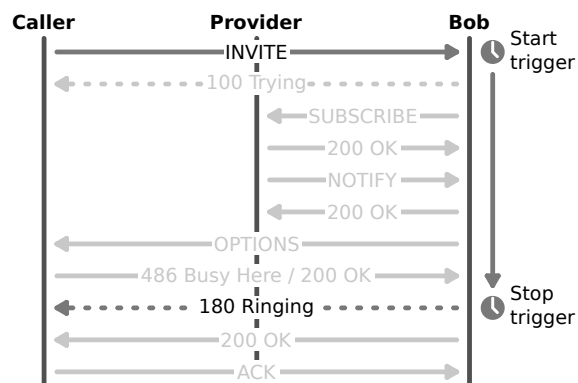 Caller Provider Bob
INVITE
Start
trigger
100 Trying
SUBSCRIBE
200 OK
NOTIFY
200 OK
OPTIONS
486 Busy Here / 200 OK
180 Ringing
Stop
trigger
200 OK
ACK